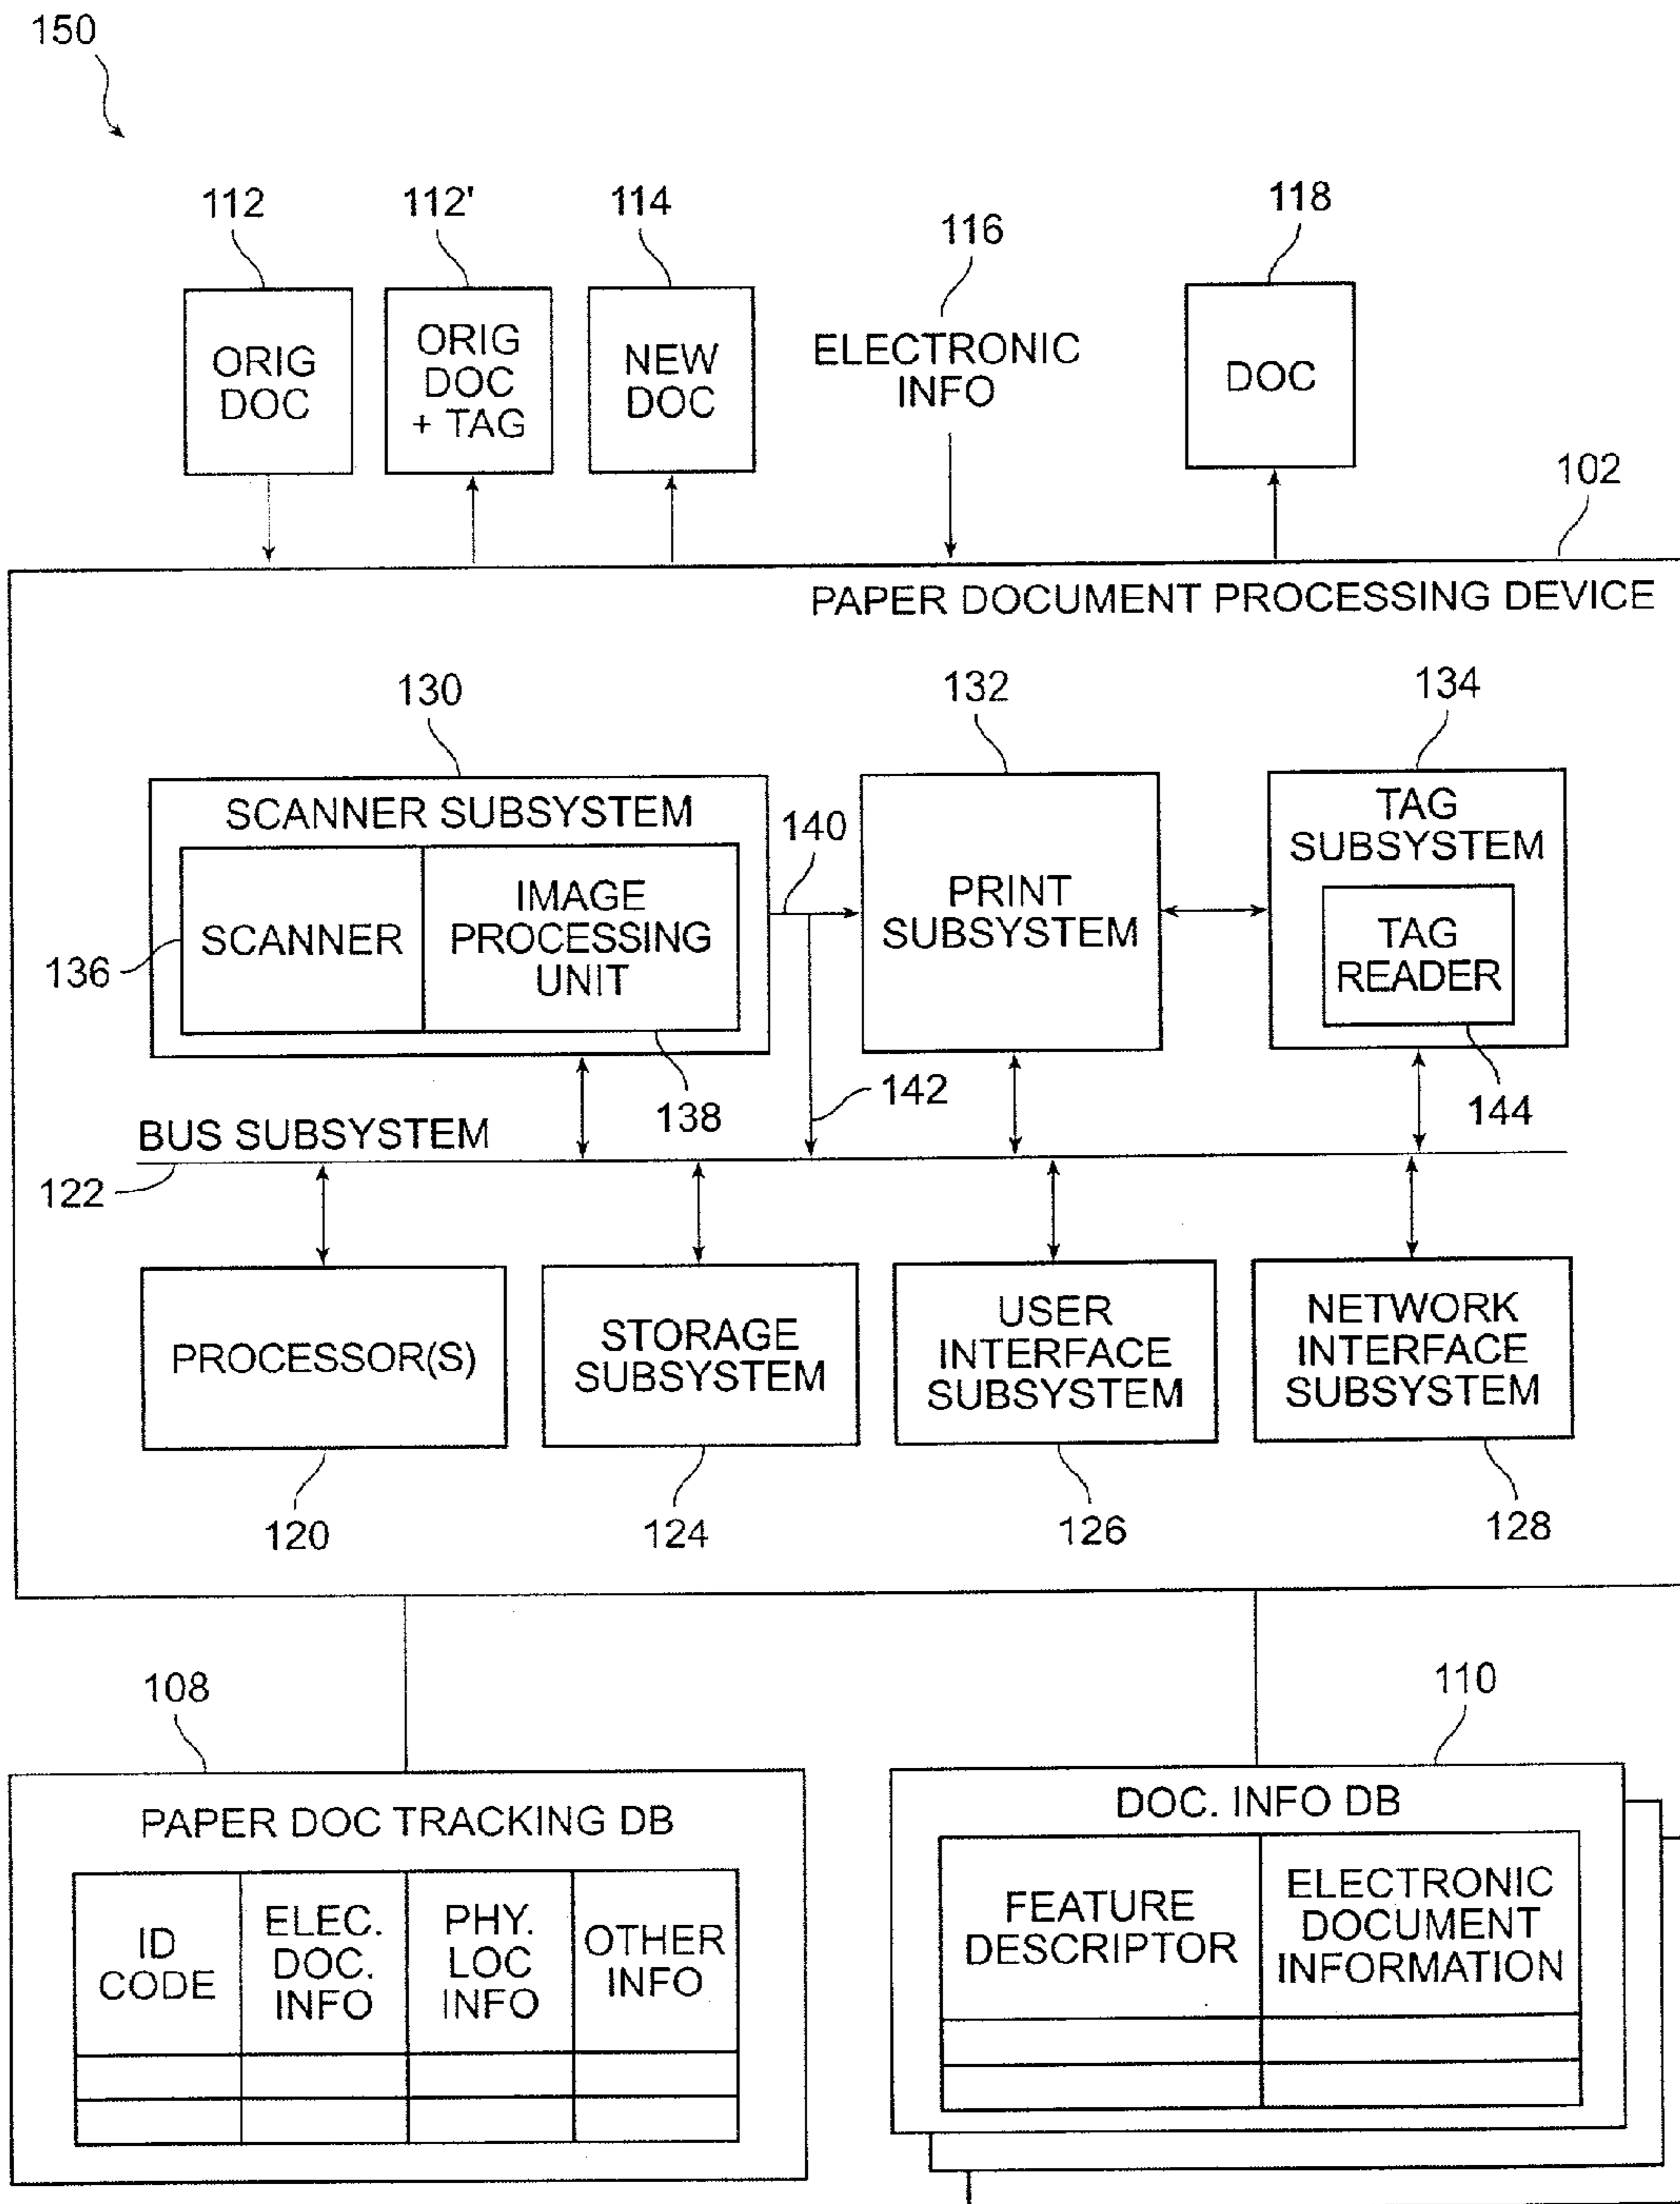 150
112
112'
114
116
118
ORIG
DOC
ORIG
DOC
+ TAG
NEW
DOC
ELECTRONIC
INFO
DOC
102
PAPER DOCUMENT PROCESSING DEVICE
130
132
134
SCANNER SUBSYSTEM
SCANNER
IMAGE
PROCESSING
UNIT
136
138
140
142
PRINT
SUBSYSTEM
TAG
SUBSYSTEM
TAG
READER
144
BUS SUBSYSTEM
122
PROCESSOR(S)
STORAGE
SUBSYSTEM
USER
INTERFACE
SUBSYSTEM
NETWORK
INTERFACE
SUBSYSTEM
120
124
126
128
108
110
PAPER DOC TRACKING DB
ID
CODE
ELEC.
DOC.
INFO
PHY.
LOC
INFO
OTHER
INFO
DOC. INFO DB
FEATURE
DESCRIPTOR
ELECTRONIC
DOCUMENT
INFORMATION